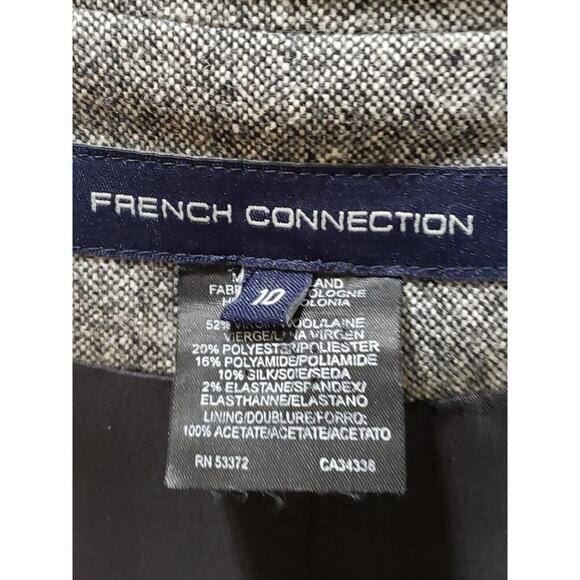 FRENCH CONNECTION
10
52% VIRGIN WOOL/LAINE
VIERGE/LANA VIRGEN
20% POLYESTER/POLIESTER
16% POLYAMIDE/POLIAMIDE
10% SILK/SOIE/SEDA
2% ELASTANE/SPANDEX/
ELASTHANNE/ELASTANO
LINING/DOUBLURE/FORRO:
100% ACETATE/ACETATE/ACETATO
RN 53372 CA34338